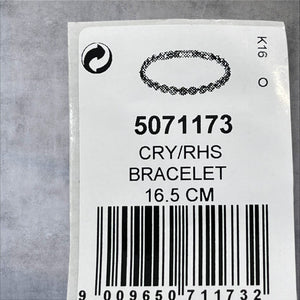 K16
O
5071173
CRY/RHS
BRACELET
16.5 CM
9 009650 711732